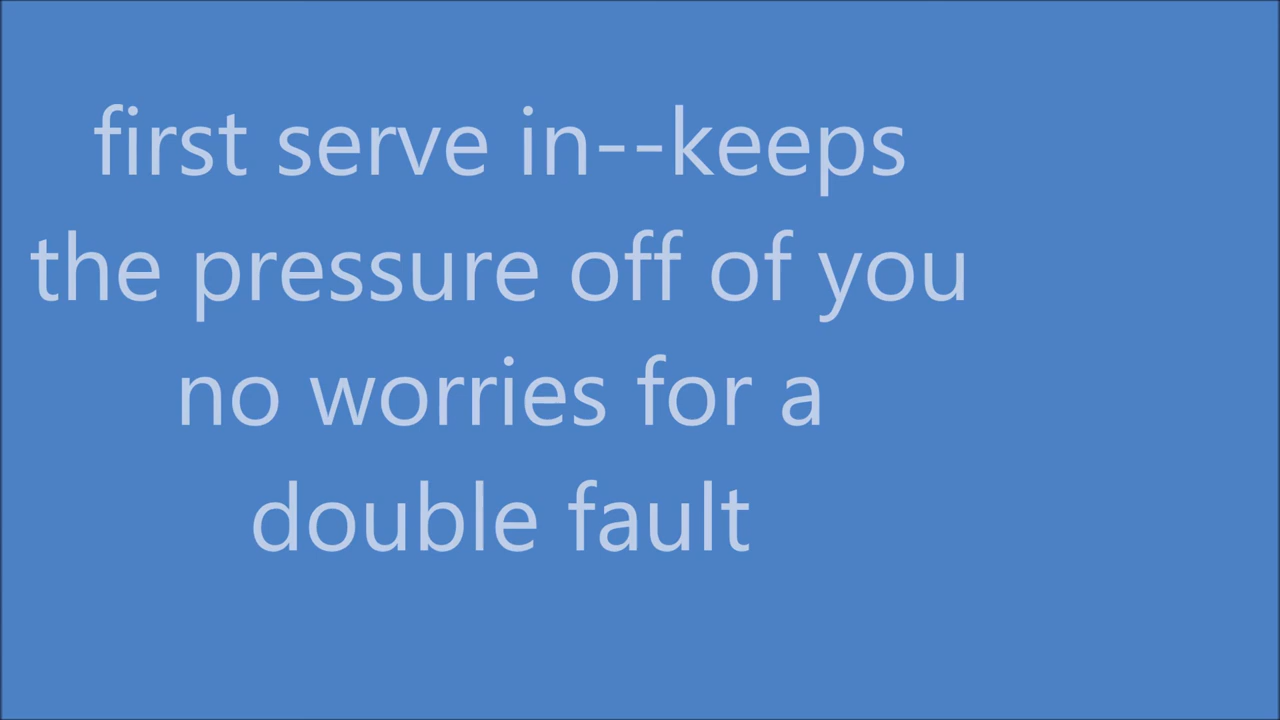 first serve in--keeps
the pressure off of you
no worries for a
double fault